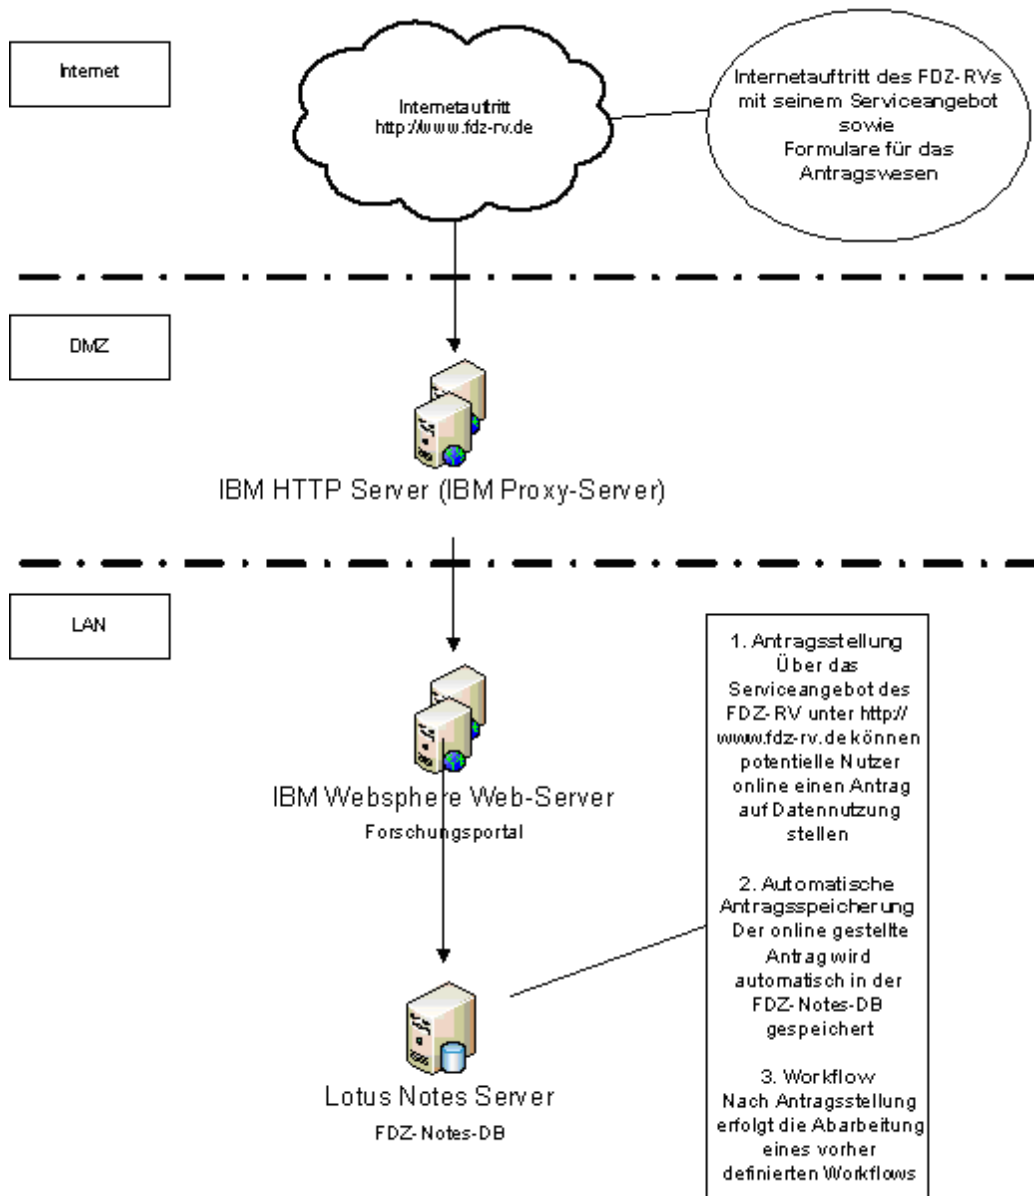 Internet
Internetauftritt
http://www.fdz-rv.de
Internetauftritt des FDZ-RVs
mit seinem Serviceangebot
sowie
Formulare für das
Antragswesen
DMZ
IBM HTTP Server (IBM Proxy-Server)
LAN
IBM Websphere Web-Server
Forschungsportal
Lotus Notes Server
FDZ-Notes-DB
1. Antragsstellung
Über das
Serviceangebot des
FDZ-RV unter http://
www.fdz-rv.de können
potentielle Nutzer
online einen Antrag
auf Datennutzung
stellen
2. Automatische
Antragsspeicherung
Der online gestellte
Antrag wird
automatisch in der
FDZ-Notes-DB
gespeichert
3. Workflow
Nach Antragsstellung
erfolgt die Abarbeitung
eines vorher
definierten Workflows